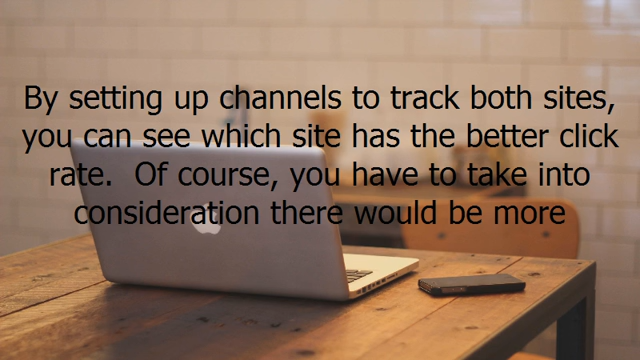 By setting up channels to track both sites,
you can see which site has the better click
rate.  Of course, you have to take into
consideration there would be more